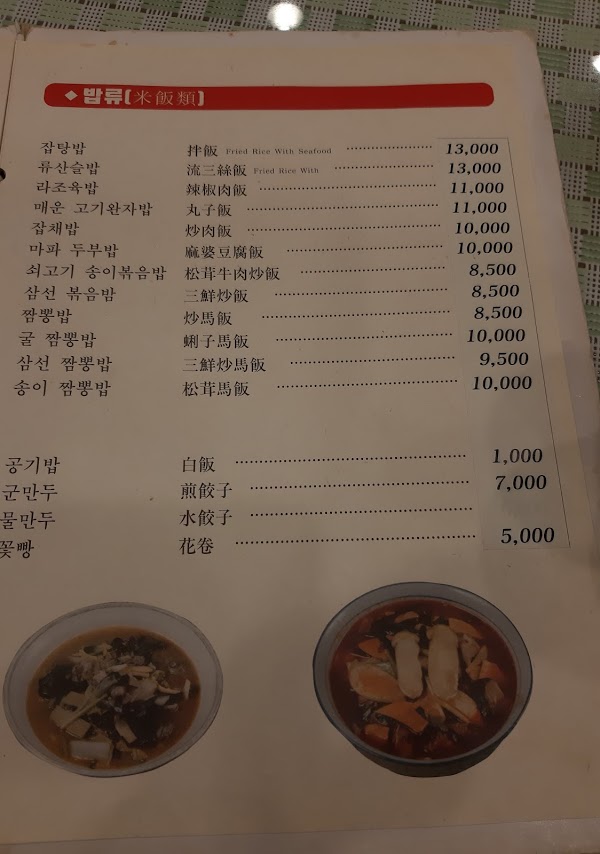 ◆ 밥류(米飯類)
잡탕밥 拌飯 Fried Rice With Seafood 13,000
류산슬밥 流三絲飯 Fried Rice With 13,000
라조육밥 辣椒肉飯 11,000
매운 고기완자밥 丸子飯 11,000
잡채밥 炒肉飯 10,000
마파 두부밥 麻婆豆腐飯 10,000
쇠고기 송이볶음밥 松茸牛肉炒飯 8,500
삼선 볶음밤 三鮮炒飯 8,500
짬뽕밥 炒馬飯 8,500
굴 짬뽕밥 蜊子馬飯 10,000
삼선 짬뽕밥 三鮮炒馬飯 9,500
송이 짬뽕밥 松茸馬飯 10,000
공기밥 白飯 1,000
군만두 煎餃子 7,000
물만두 水餃子
꽃빵 花卷 5,000